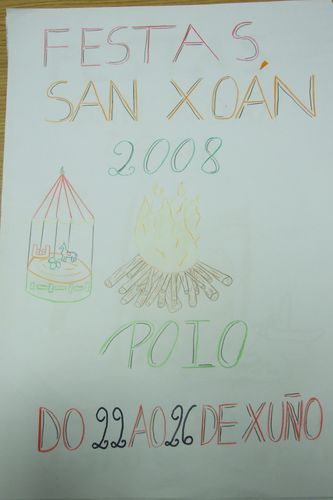 FESTAS
SAN XOÁN
2008
POIO
DO 22 AO 26 DE XUÑO